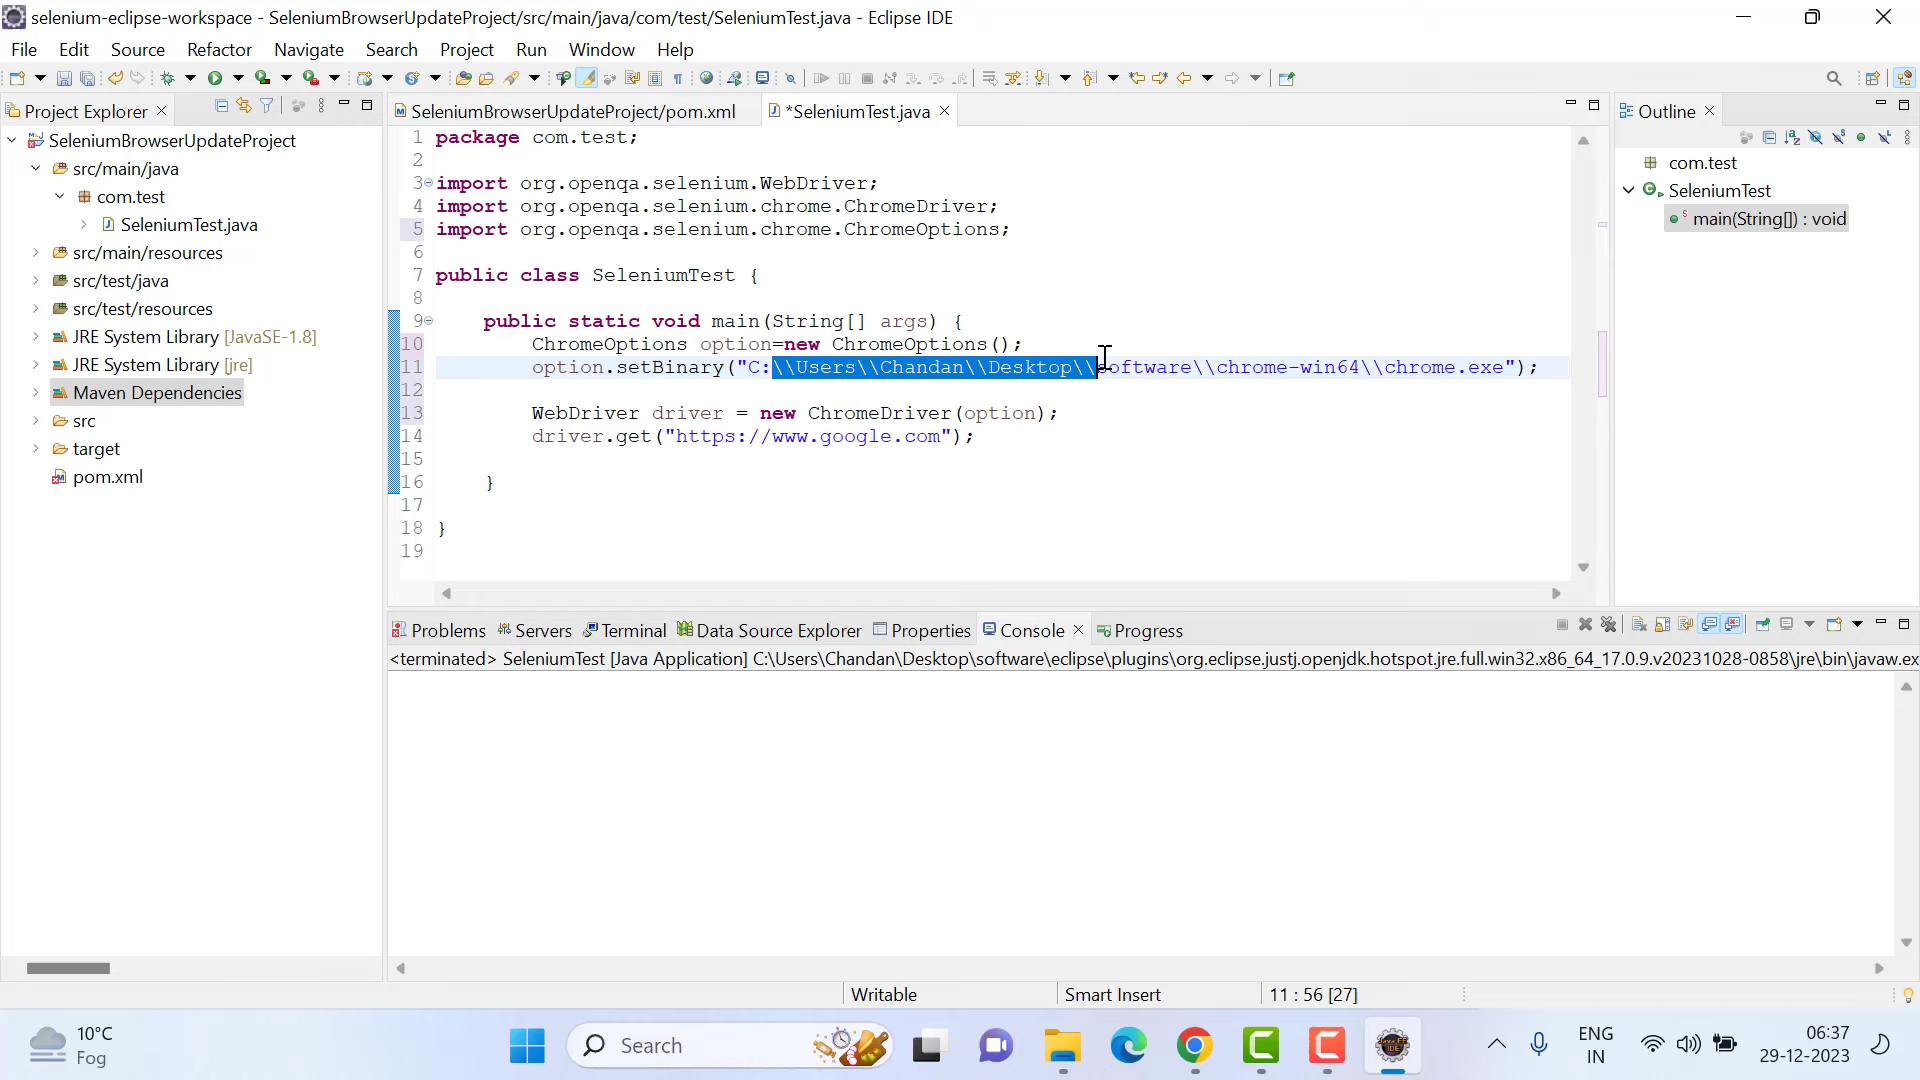 selenium-eclipse-workspace - SeleniumBrowserUpdateProject/src/main/java/com/test/SeleniumTest.java - Eclipse IDE
File Edit Source Refactor Navigate Search Project Run Window Help
Project Explorer
SeleniumBrowserUpdateProject
src/main/java
com.test
SeleniumTest.java
src/main/resources
src/test/java
src/test/resources
JRE System Library [JavaSE-1.8]
JRE System Library [jre]
Maven Dependencies
src
target
pom.xml
SeleniumBrowserUpdateProject/pom.xml
*SeleniumTest.java
1 package com.test;
2
3 import org.openqa.selenium.WebDriver;
4 import org.openqa.selenium.chrome.ChromeDriver;
5 import org.openqa.selenium.chrome.ChromeOptions;
6
7 public class SeleniumTest {
8
9 public static void main(String[] args) {
10 ChromeOptions option=new ChromeOptions();
11 option.setBinary("C:\\Users\\Chandan\\Desktop\\software\\chrome-win64\\chrome.exe");
12
13 WebDriver driver = new ChromeDriver(option);
14 driver.get("https://www.google.com");
15
16 }
17
18 }
19
Outline
com.test
SeleniumTest
main(String[]) : void
Problems Servers Terminal Data Source Explorer Properties Console Progress
<terminated> SeleniumTest [Java Application] C:\Users\Chandan\Desktop\software\eclipse\plugins\org.eclipse.justj.openjdk.hotspot.jre.full.win32.x86_64_17.0.9.v20231028-0858\jre\bin\javaw.ex
Writable Smart Insert 11 : 56 [27]
10°C
Fog
Search
ENG
IN
06:37
29-12-2023